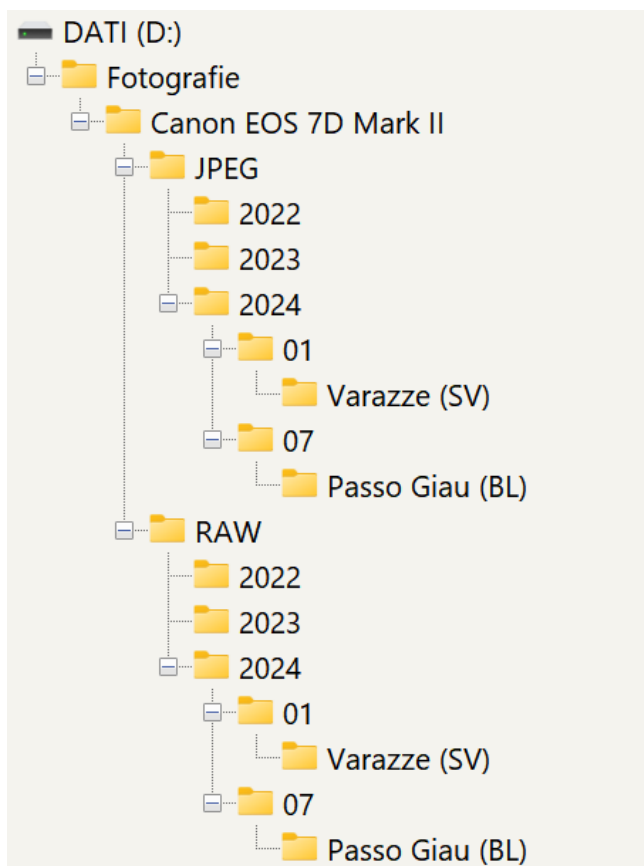 DATI (D:)
Fotografie
Canon EOS 7D Mark II
JPEG
2022
2023
2024
01
Varazze (SV)
07
Passo Giau (BL)
RAW
2022
2023
2024
01
Varazze (SV)
07
Passo Giau (BL)